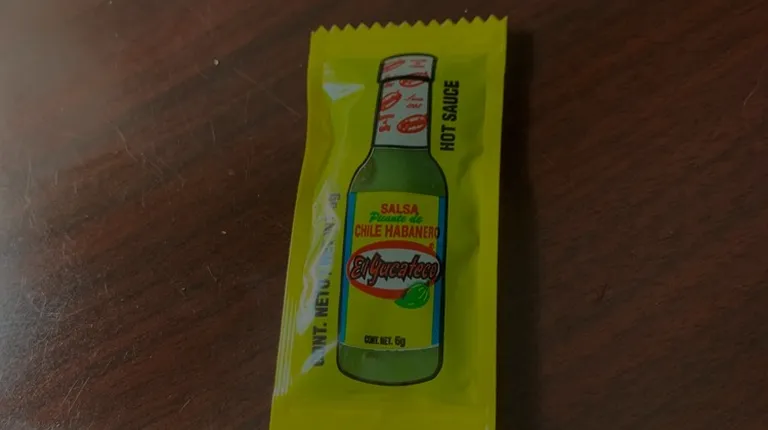 HOT SAUCE
SALSA
Picante de
CHILE HABANERO
El Yucateco
CONT. NET. 6g
CONT. NETO